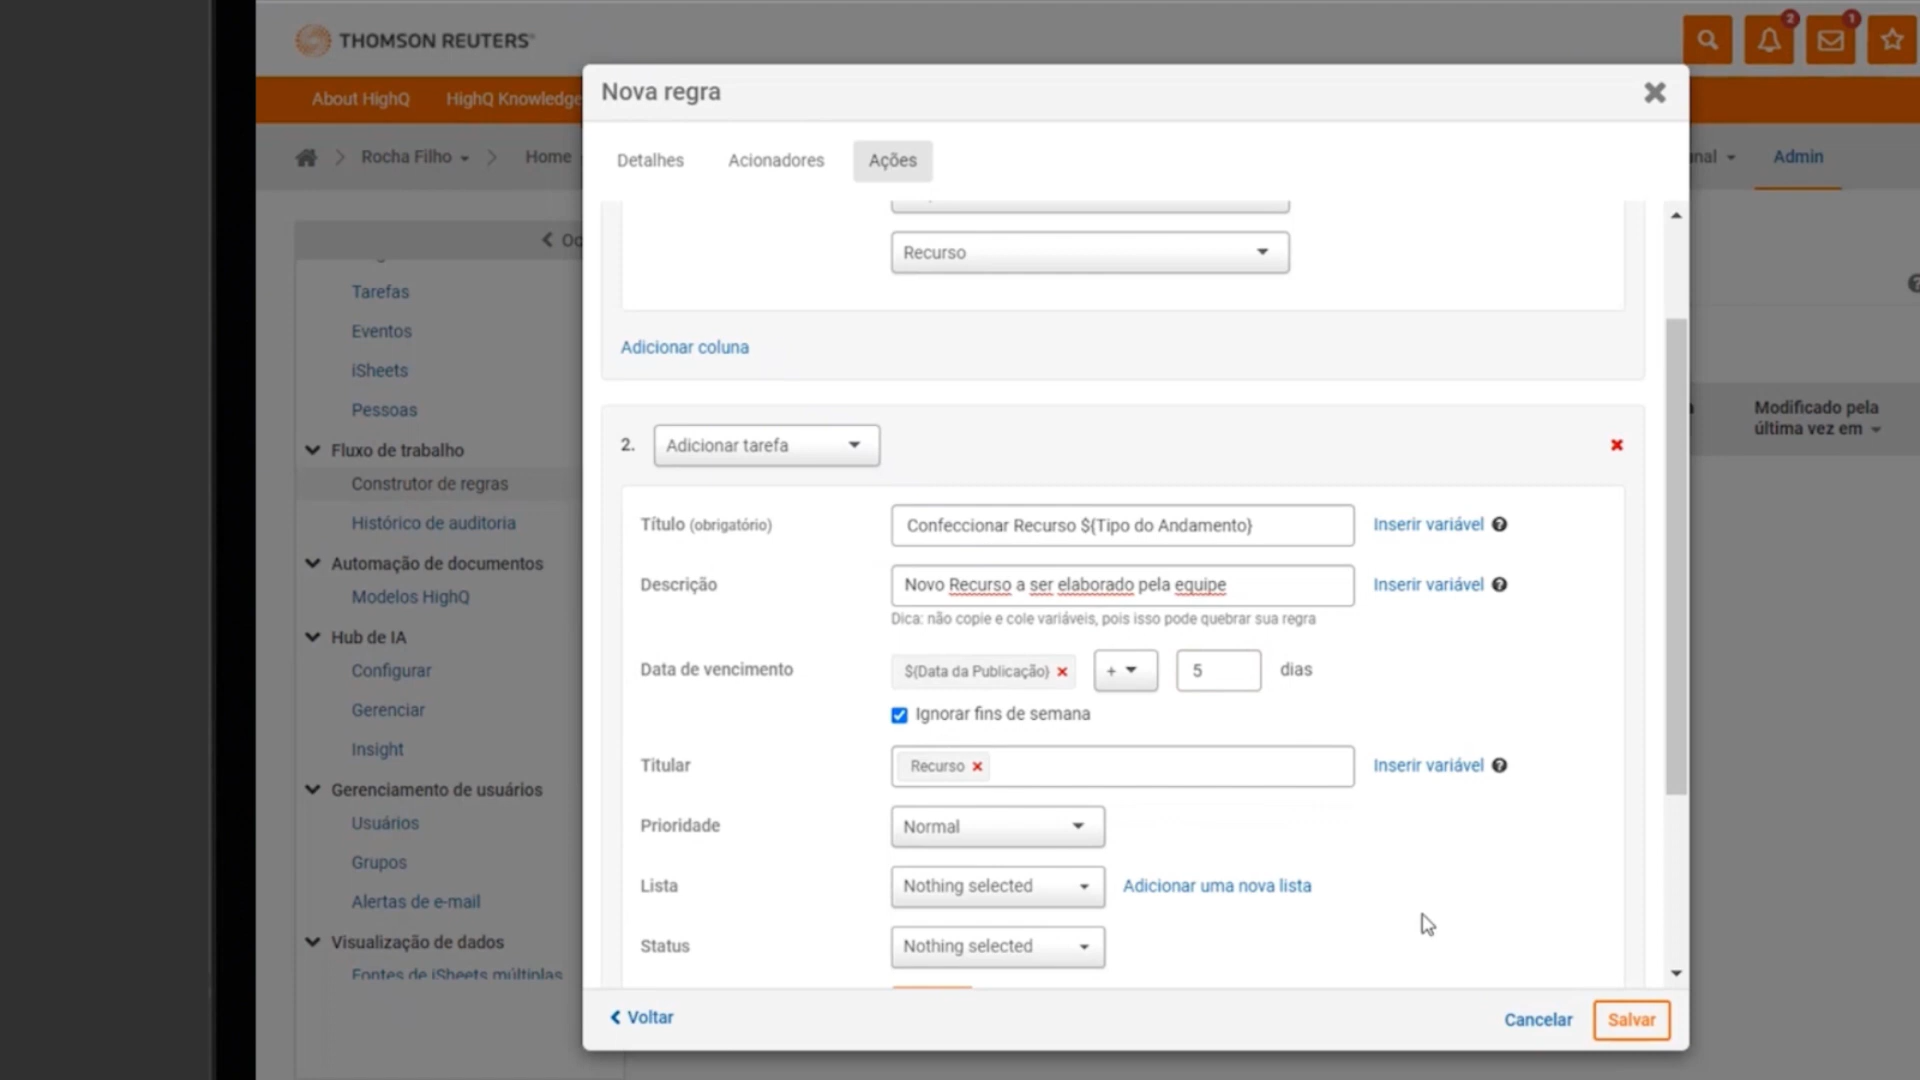 THOMSON REUTERS
2
1
About HighQ
HighQ Knowledge
Nova regra
Rocha Filho
Home
Admin
Detalhes
Acionadores
Ações
Recurso
Adicionar coluna
Tarefas
Eventos
iSheets
Pessoas
Fluxo de trabalho
Construtor de regras
Histórico de auditoria
Automação de documentos
Modelos HighQ
Hub de IA
Configurar
Gerenciar
Insight
Gerenciamento de usuários
Usuários
Grupos
Alertas de e-mail
Visualização de dados
Fontes de iSheets múltiplas
Modificado pela
última vez em
2. Adicionar tarefa
Título (obrigatório) Confeccionar Recurso ${Tipo do Andamento} Inserir variável
Descrição Novo Recurso a ser elaborado pela equipe Inserir variável
Dica: não copie e cole variáveis, pois isso pode quebrar sua regra
Data de vencimento ${Data da Publicação} + 5 dias
Ignorar fins de semana
Titular Recurso Inserir variável
Prioridade Normal
Lista Nothing selected Adicionar uma nova lista
Status Nothing selected
Voltar
Cancelar
Salvar